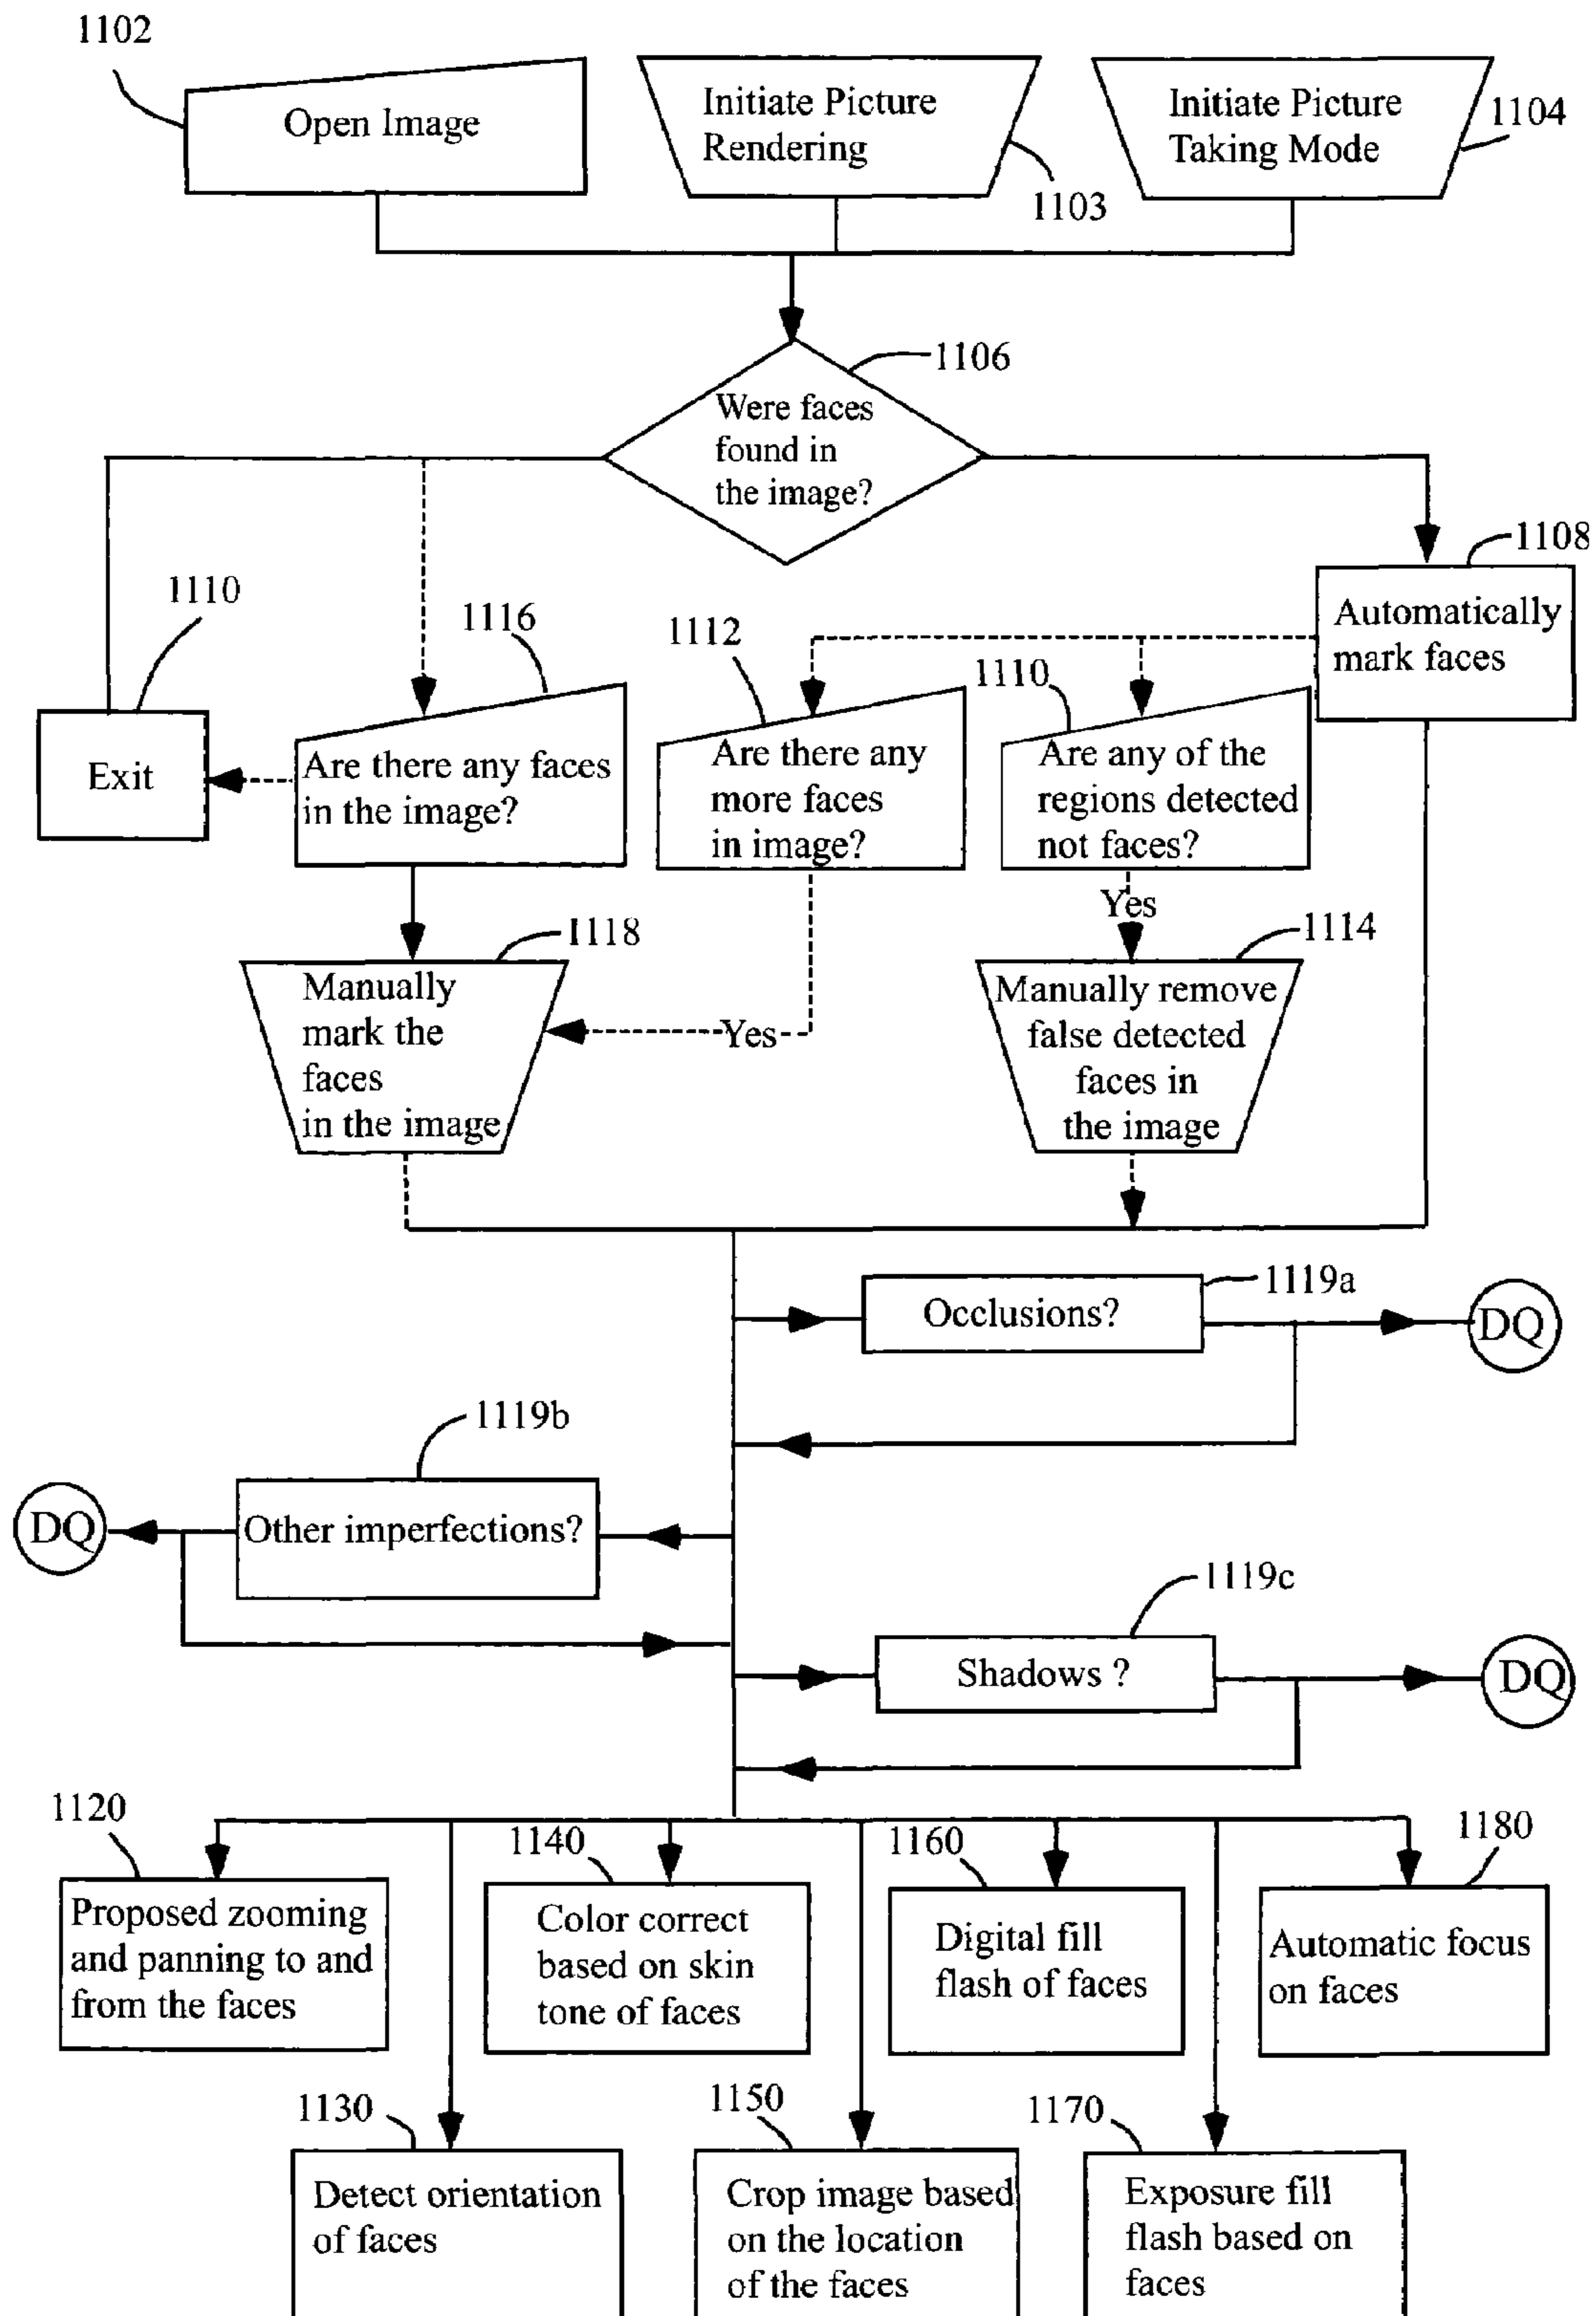 1102
Open Image
Initiate Picture
Rendering
1103
Initiate Picture
Taking Mode
1104
1106
Were faces
found in
the image?
1108
Automatically
mark faces
1110
Exit
1116
Are there any faces
in the image?
1112
Are there any
more faces
in image?
1110
Are any of the
regions detected
not faces?
Yes
1118
Manually
mark the
faces
in the image
Yes
1114
Manually remove
false detected
faces in
the image
1119a
Occlusions?
DQ
1119b
DQ
Other imperfections?
1119c
Shadows ?
DQ
1120
Proposed zooming
and panning to and
from the faces
1140
Color correct
based on skin
tone of faces
1160
Digital fill
flash of faces
1180
Automatic focus
on faces
1130
Detect orientation
of faces
1150
Crop image based
on the location
of the faces
1170
Exposure fill
flash based on
faces